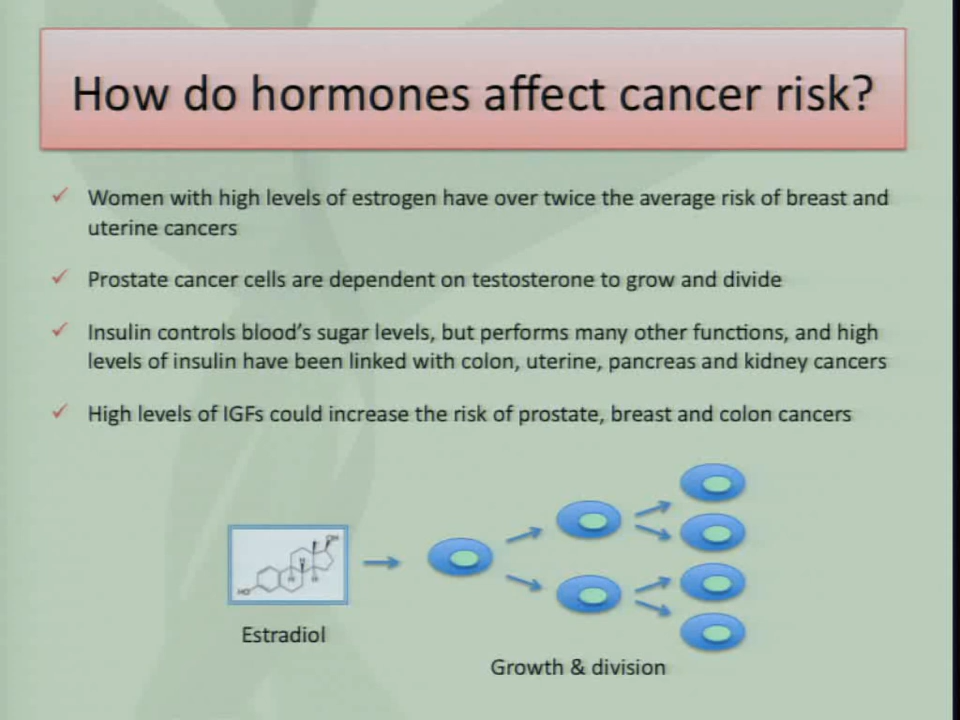 How do hormones affect cancer risk?
✓ Women with high levels of estrogen have over twice the average risk of breast and
uterine cancers
✓ Prostate cancer cells are dependent on testosterone to grow and divide
✓ Insulin controls blood's sugar levels, but performs many other functions, and high
levels of insulin have been linked with colon, uterine, pancreas and kidney cancers
✓ High levels of IGFs could increase the risk of prostate, breast and colon cancers
OH
H
H
H
HO
Estradiol
Growth & division